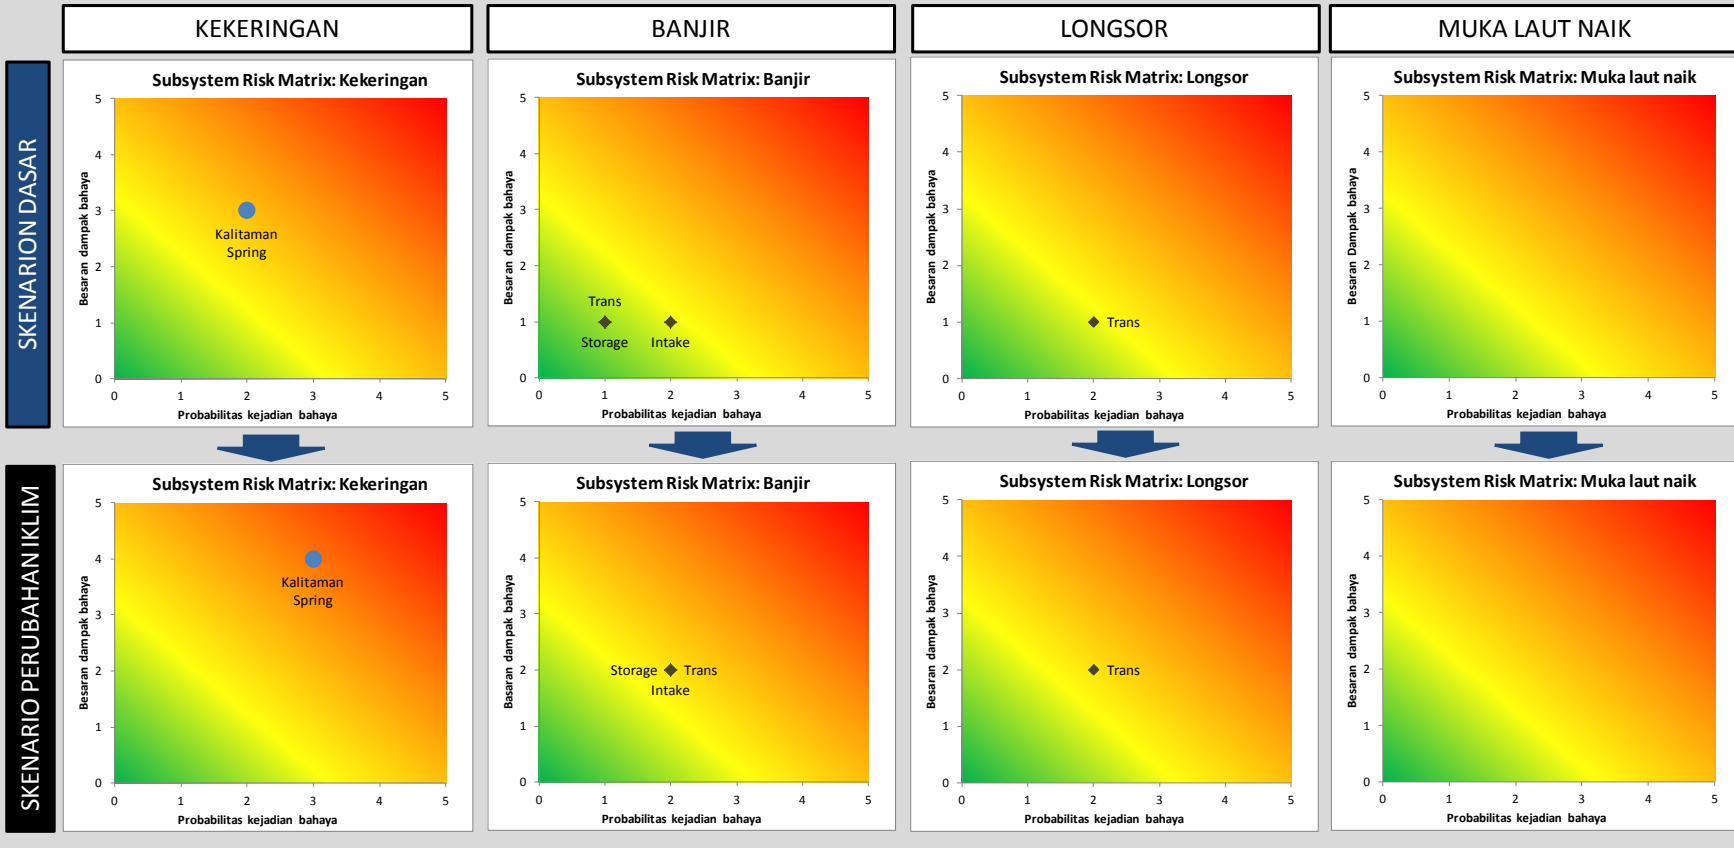 KEKERINGAN
BANJIR
LONGSOR
MUKA LAUT NAIK
SKENARION DASAR
Subsystem Risk Matrix: Kekeringan
Besaran dampak bahaya
5
4
3
2
1
0
Kalitaman
Spring
0 1 2 3 4 5
Probabilitas kejadian bahaya
Subsystem Risk Matrix: Banjir
Besaran dampak bahaya
5
4
3
2
1
0
Trans
Storage
Intake
0 1 2 3 4 5
Probabilitas kejadian bahaya
Subsystem Risk Matrix: Longsor
Besaran dampak bahaya
5
4
3
2
1
0
Trans
0 1 2 3 4 5
Probabilitas kejadian bahaya
Subsystem Risk Matrix: Muka laut naik
Besaran Dampak bahaya
5
4
3
2
1
0
0 1 2 3 4 5
Probabilitas kejadian bahaya
SKENARIO PERUBAHAN IKLIM
Subsystem Risk Matrix: Kekeringan
Besaran dampak bahaya
5
4
3
2
1
0
Kalitaman
Spring
0 1 2 3 4 5
Probabilitas kejadian bahaya
Subsystem Risk Matrix: Banjir
Basaran dampak bahaya
5
4
3
2
1
0
Storage
Trans
Intake
0 1 2 3 4 5
Probabilitas kejadian bahaya
Subsystem Risk Matrix: Longsor
Besaran dampak bahaya
5
4
3
2
1
0
Trans
0 1 2 3 4 5
Probabilitas kejadian bahaya
Subsystem Risk Matrix: Muka laut naik
Besaran dampak bahaya
5
4
3
2
1
0
0 1 2 3 4 5
Probabilitas kejadian bahaya